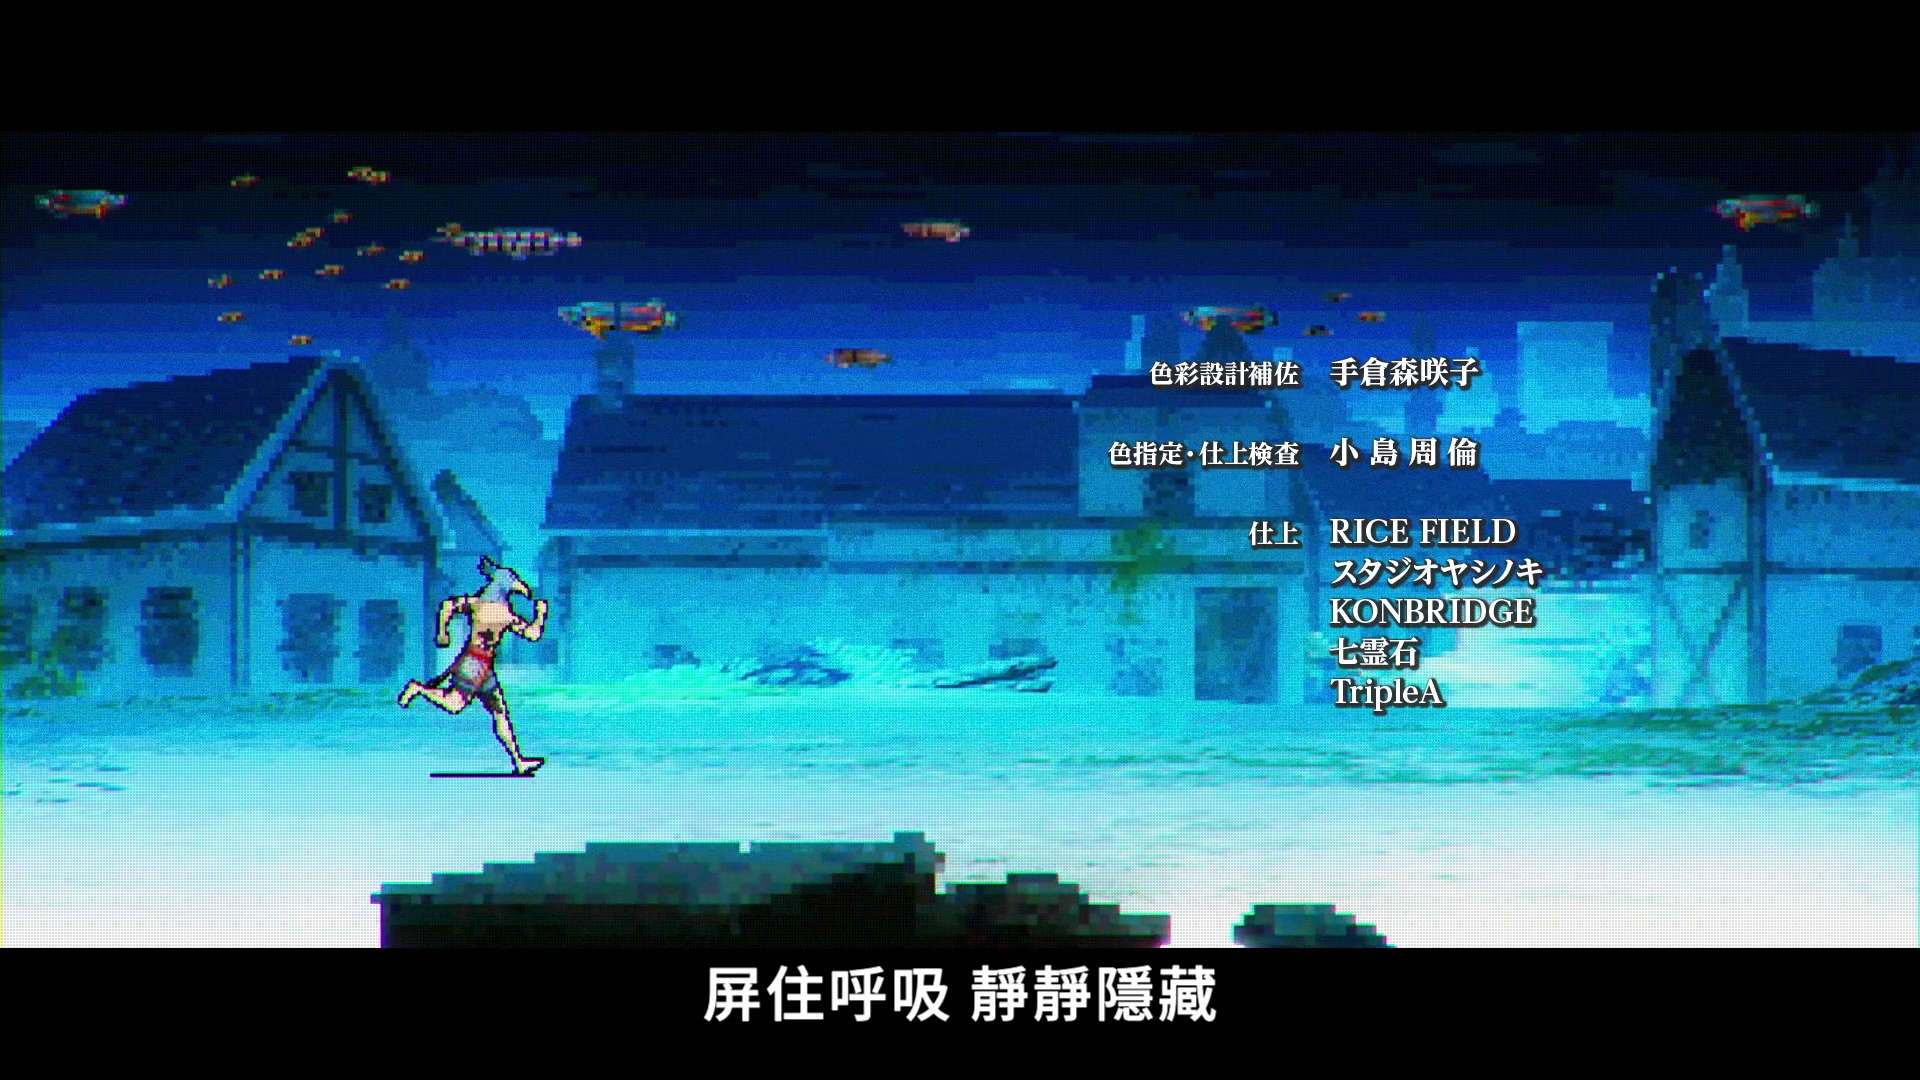 色彩設計補佐 手倉森咲子
色指定・仕上検査 小島周倫
仕上 RICE FIELD
スタジオヤシノキ
KONBRIDGE
七霊石
TripleA
屏住呼吸 靜靜隱藏